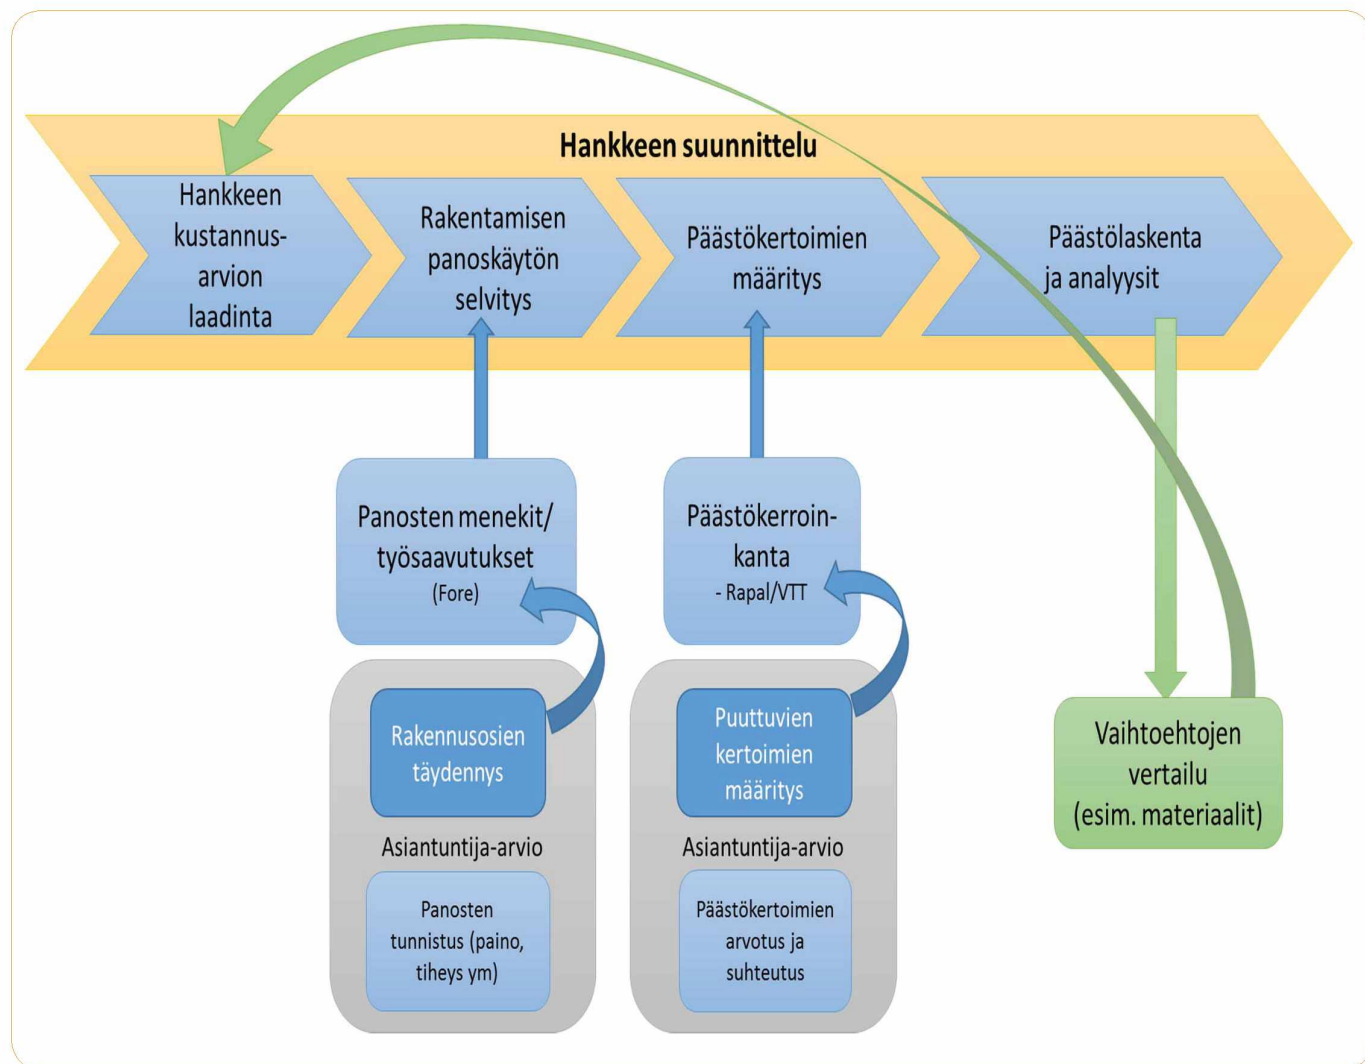 Hankkeen suunnittelu
Hankkeen
kustannus-
arvion
laadinta
Rakentamisen
panoskäytön
selvitys
Päästökertoimien
määritys
Päästölaskenta
ja analyysit
Panosten menekit/
työsaavutukset
(Fore)
Päästökerroin-
kanta
- Rapal/VTT
Rakennusosien
täydennys
Asiantuntija-arvio
Panosten
tunnistus (paino,
tiheys ym)
Puuttuvien
kertoimien
määritys
Asiantuntija-arvio
Päästökertoimien
arvotus ja
suhteutus
Vaihtoehtojen
vertailu
(esim. materiaalit)